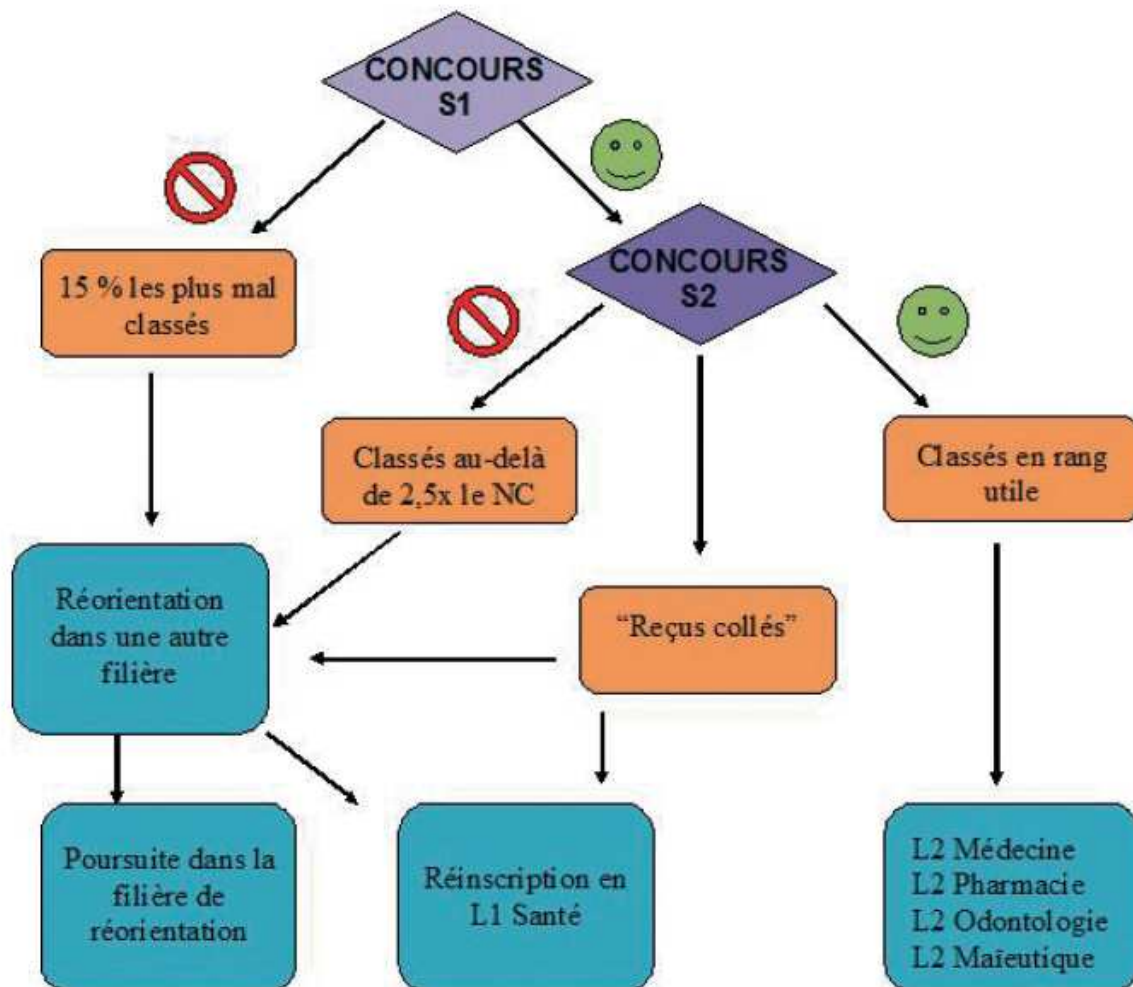 CONCOURS
S1
15 % les plus mal
classés
CONCOURS
S2
Classés au-delà
de 2,5x le NC
Classés en rang
utile
Réorientation
dans une autre
filière
“Reçus collés”
Poursuite dans la
filière de
réorientation
Réinscription en
L1 Santé
L2 Médecine
L2 Pharmacie
L2 Odontologie
L2 Maïeutique